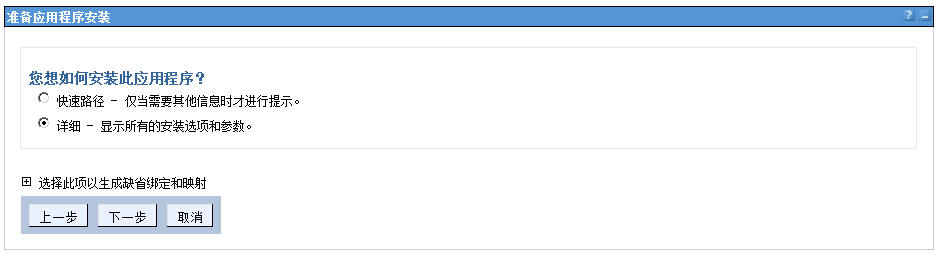 准备应用程序安装
您想如何安装此应用程序？
快速路径 - 仅当需要其他信息时才进行提示。
详细 - 显示所有的安装选项和参数。
选择此项以生成缺省绑定和映射
上一步 下一步 取消